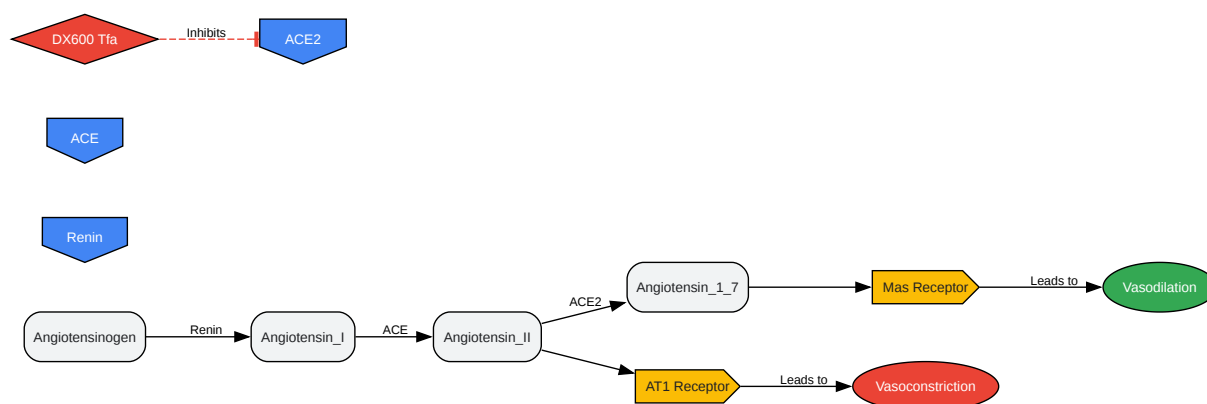 DX600 Tfa
Inhibits
ACE2
ACE
Renin
Angiotensinogen
Renin
Angiotensin_I
ACE
Angiotensin_II
ACE2
Angiotensin_1_7
Mas Receptor
Leads to
Vasodilation
AT1 Receptor
Leads to
Vasoconstriction